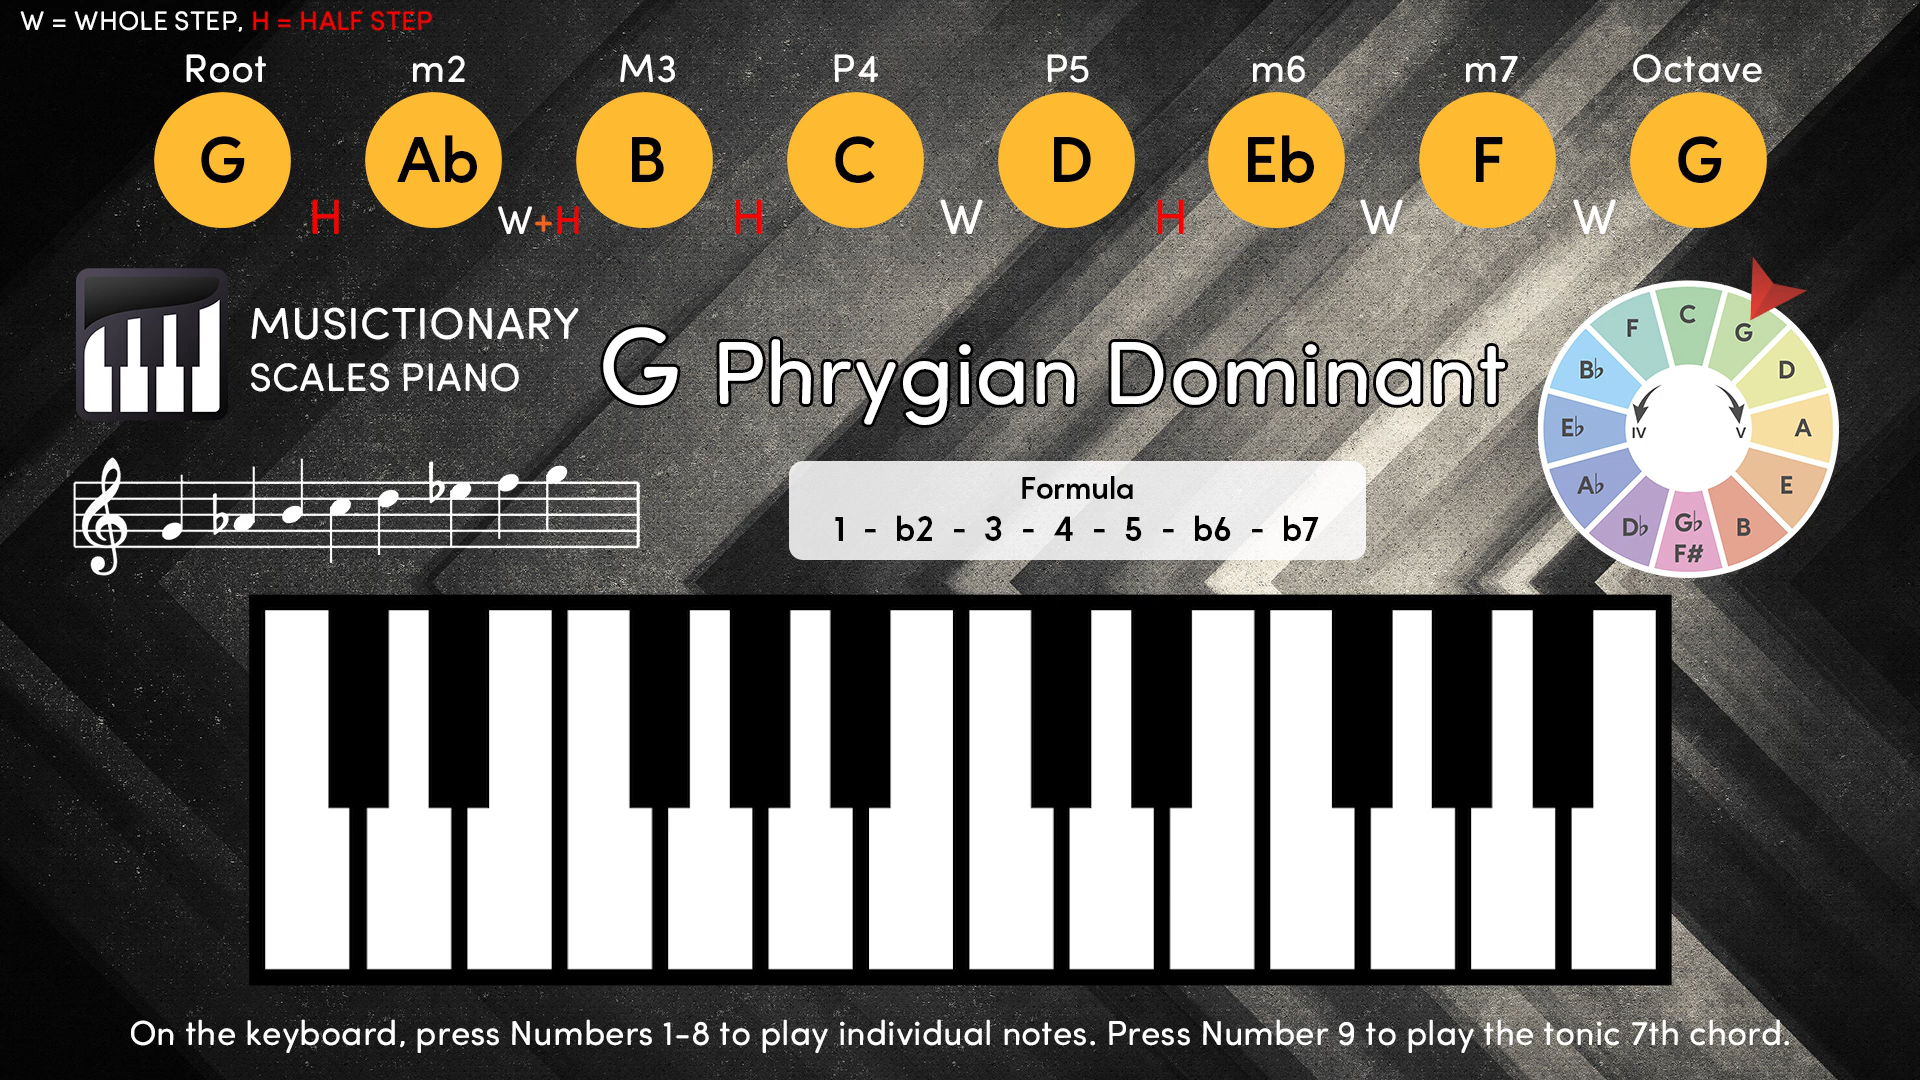 W = WHOLE STEP, H = HALF STEP
Root m2 M3 P4 P5 m6 m7 Octave
G Ab B C D Eb F G
H W+H H W H W W
MUSICTIONARY
SCALES PIANO
G Phrygian Dominant
Formula
1 - b2 - 3 - 4 - 5 - b6 - b7
C
G
D
A
E
B
G♭
F#
D♭
A♭
E♭
B♭
F
IV V
On the keyboard, press Numbers 1-8 to play individual notes. Press Number 9 to play the tonic 7th chord.